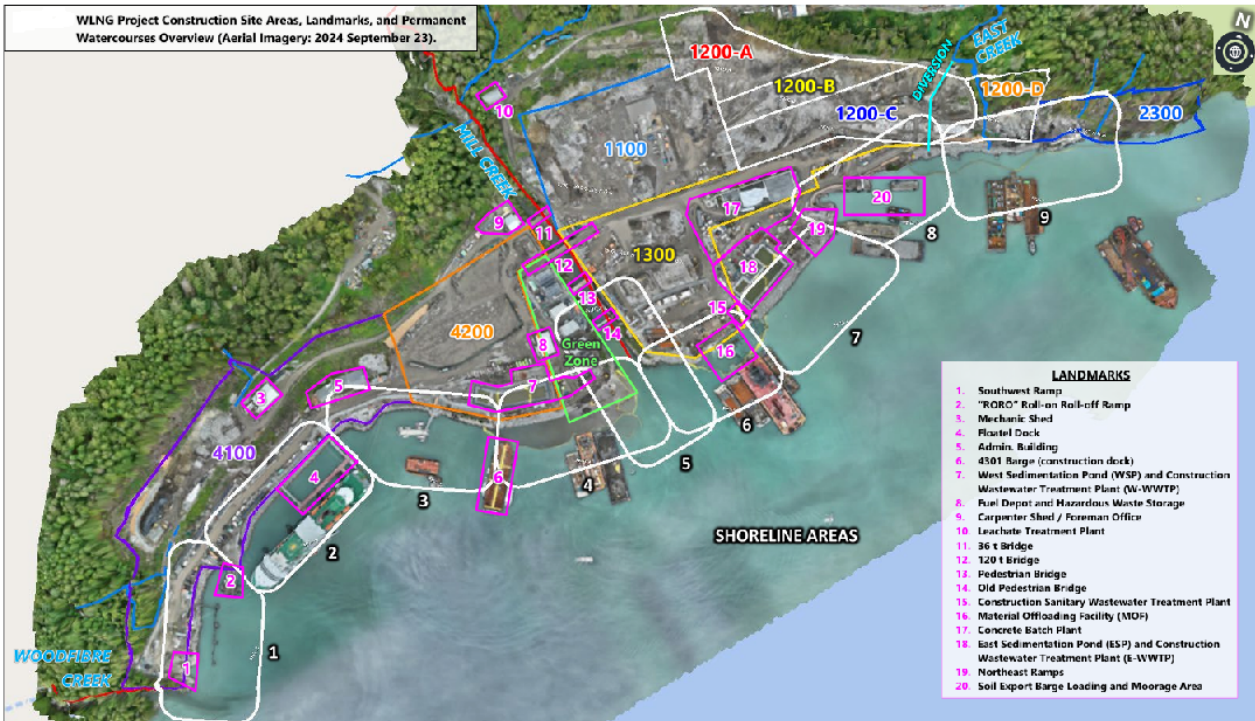 WLNG Project Construction Site Areas, Landmarks, and Permanent
Watercourses Overview (Aerial Imagery: 2024 September 23).
N
1200-A
EAST
CREEK
DIVERSION
1200-B
1200-D
10
1200-C
2300
MILL CREEK
1100
17
20
9
11
19
8
9
12
1300
18
13
15
7
14
4200
8
Green
Zone
16
5
7
3
6
4100
5
4
6
4
3
SHORELINE AREAS
2
2
1
WOODFIBRE
CREEK
1
LANDMARKS
1. Southwest Ramp
2. "RORO" Roll-on Roll-off Ramp
3. Mechanic Shed
4. Floatel Dock
5. Admin. Building
6. 4301 Barge (construction dock)
7. West Sedimentation Pond (WSP) and Construction
Wastewater Treatment Plant (W-WWTP)
8. Fuel Depot and Hazardous Waste Storage
9. Carpenter Shed / Foreman Office
10. Leachate Treatment Plant
11. 36 t Bridge
12. 120 t Bridge
13. Pedestrian Bridge
14. Old Pedestrian Bridge
15. Construction Sanitary Wastewater Treatment Plant
16. Material Offloading Facility (MOF)
17. Concrete Batch Plant
18. East Sedimentation Pond (ESP) and Construction
Wastewater Treatment Plant (E-WWTP)
19. Northeast Ramps
20. Soil Export Barge Loading and Moorage Area